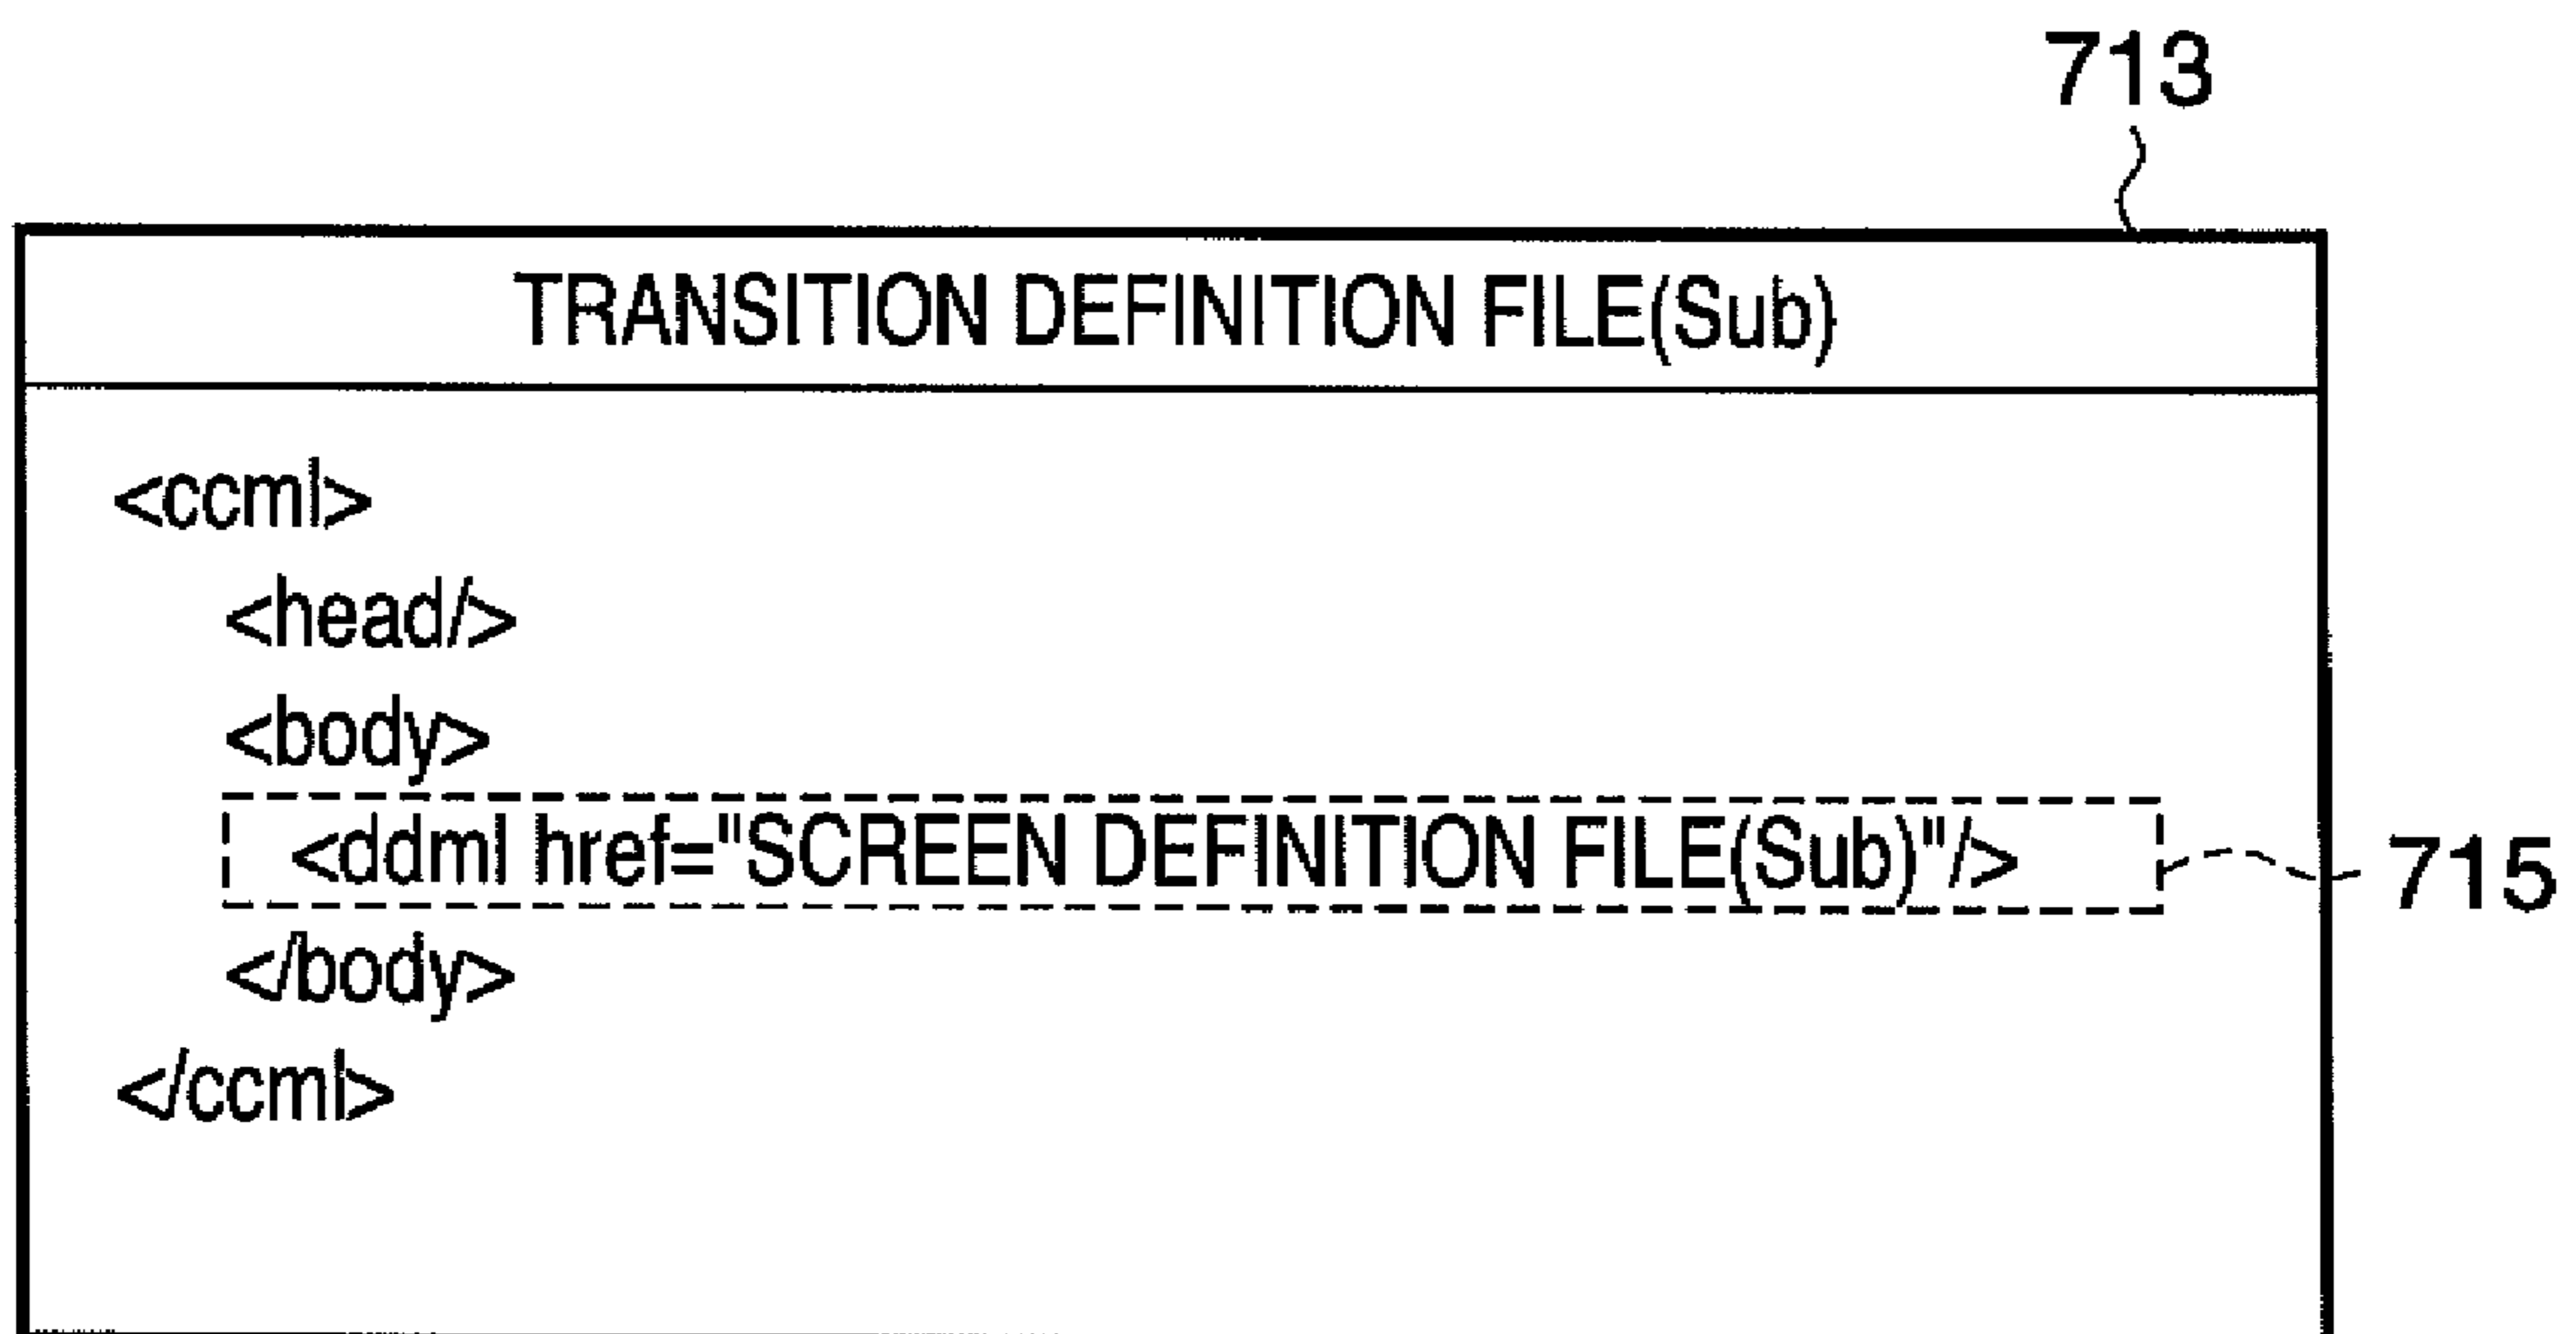 713
TRANSITION DEFINITION FILE(Sub)
<ccml>
<head/>
<body>
<ddml href="SCREEN DEFINITION FILE(Sub)"/>
715
</body>
</ccml>